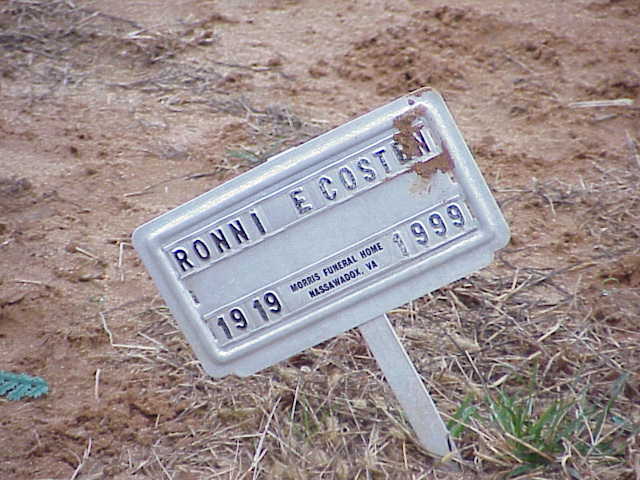 RONNI E COSTEN
1919 MORRIS FUNERAL HOME 1999
NASSAWADOX, VA